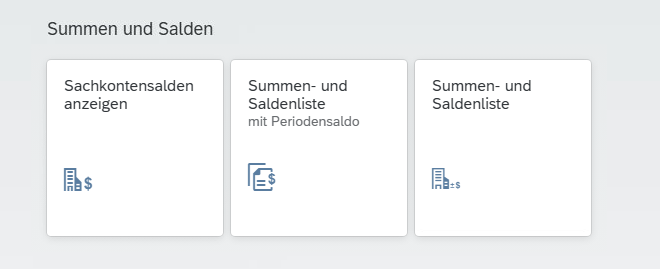 Summen und Salden
Sachkontensalden
anzeigen
$
Summen- und
Saldenliste
mit Periodensaldo
$
Summen- und
Saldenliste
±$